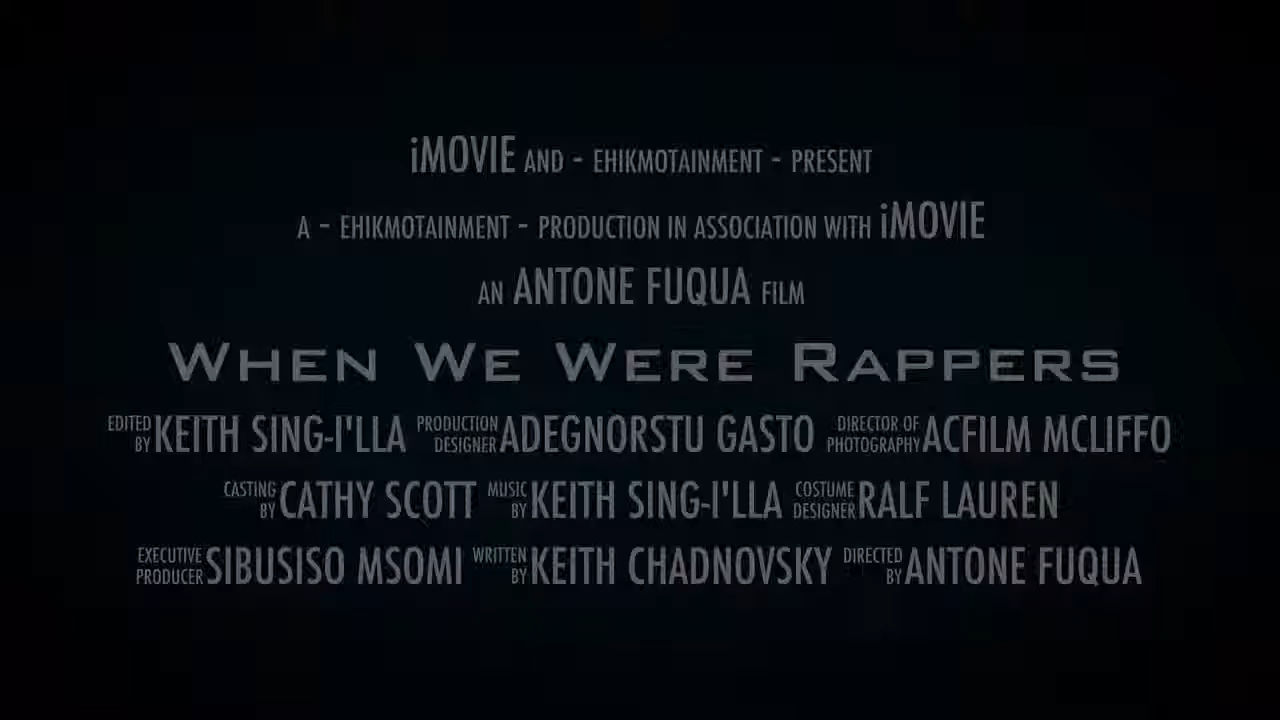 iMOVIE AND - EHIKMOTAINMENT - PRESENT
A - EHIKMOTAINMENT - PRODUCTION IN ASSOCIATION WITH iMOVIE
AN ANTONE FUQUA FILM
WHEN WE WERE RAPPERS
EDITED BY KEITH SING-I'LLA PRODUCTION DESIGNER ADEGNORSTU GASTO DIRECTOR OF PHOTOGRAPHY ACFILM MCLIFFO
CASTING BY CATHY SCOTT MUSIC BY KEITH SING-I'LLA COSTUME DESIGNER RALF LAUREN
EXECUTIVE PRODUCER SIBUSISO MSOMI WRITTEN BY KEITH CHADNOVSKY DIRECTED BY ANTONE FUQUA